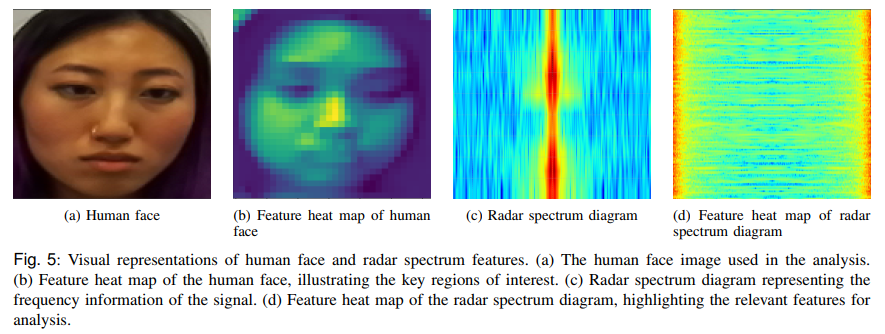 (a) Human face
(b) Feature heat map of human
face
(c) Radar spectrum diagram
(d) Feature heat map of radar
spectrum diagram
Fig. 5: Visual representations of human face and radar spectrum features. (a) The human face image used in the analysis.
(b) Feature heat map of the human face, illustrating the key regions of interest. (c) Radar spectrum diagram representing the
frequency information of the signal. (d) Feature heat map of the radar spectrum diagram, highlighting the relevant features for
analysis.